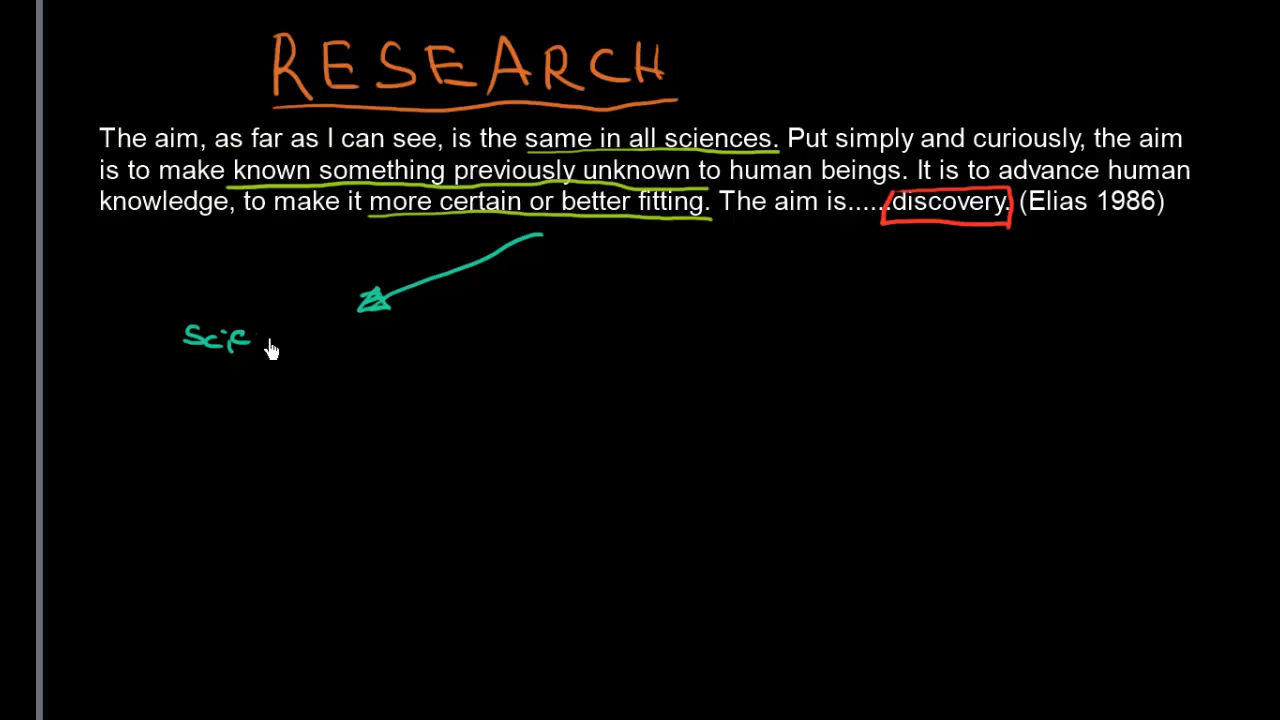 RESEARCH
The aim, as far as I can see, is the same in all sciences. Put simply and curiously, the aim
is to make known something previously unknown to human beings. It is to advance human
knowledge, to make it more certain or better fitting. The aim is......discovery. (Elias 1986)
Scie